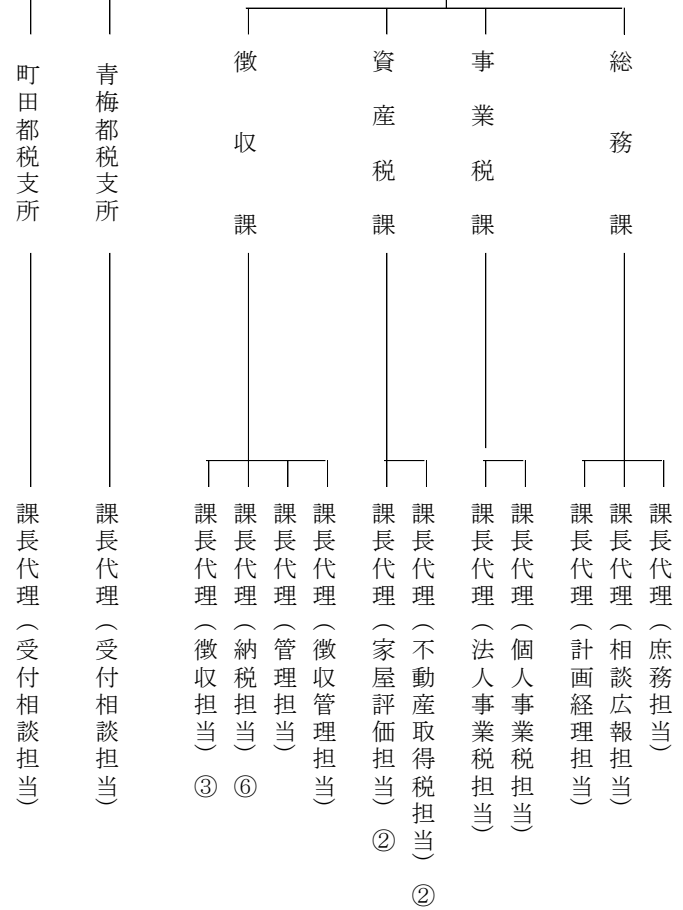 総務課
課長代理（庶務担当）
課長代理（相談広報担当）
課長代理（計画経理担当）
事業税課
課長代理（個人事業税担当）
課長代理（法人事業税担当）
資産税課
課長代理（不動産取得税担当）②
課長代理（家屋評価担当）②
徴収課
課長代理（徴収管理担当）
課長代理（管理担当）
課長代理（納税担当）⑥
課長代理（徴収担当）③
青梅都税支所
課長代理（受付相談担当）
町田都税支所
課長代理（受付相談担当）